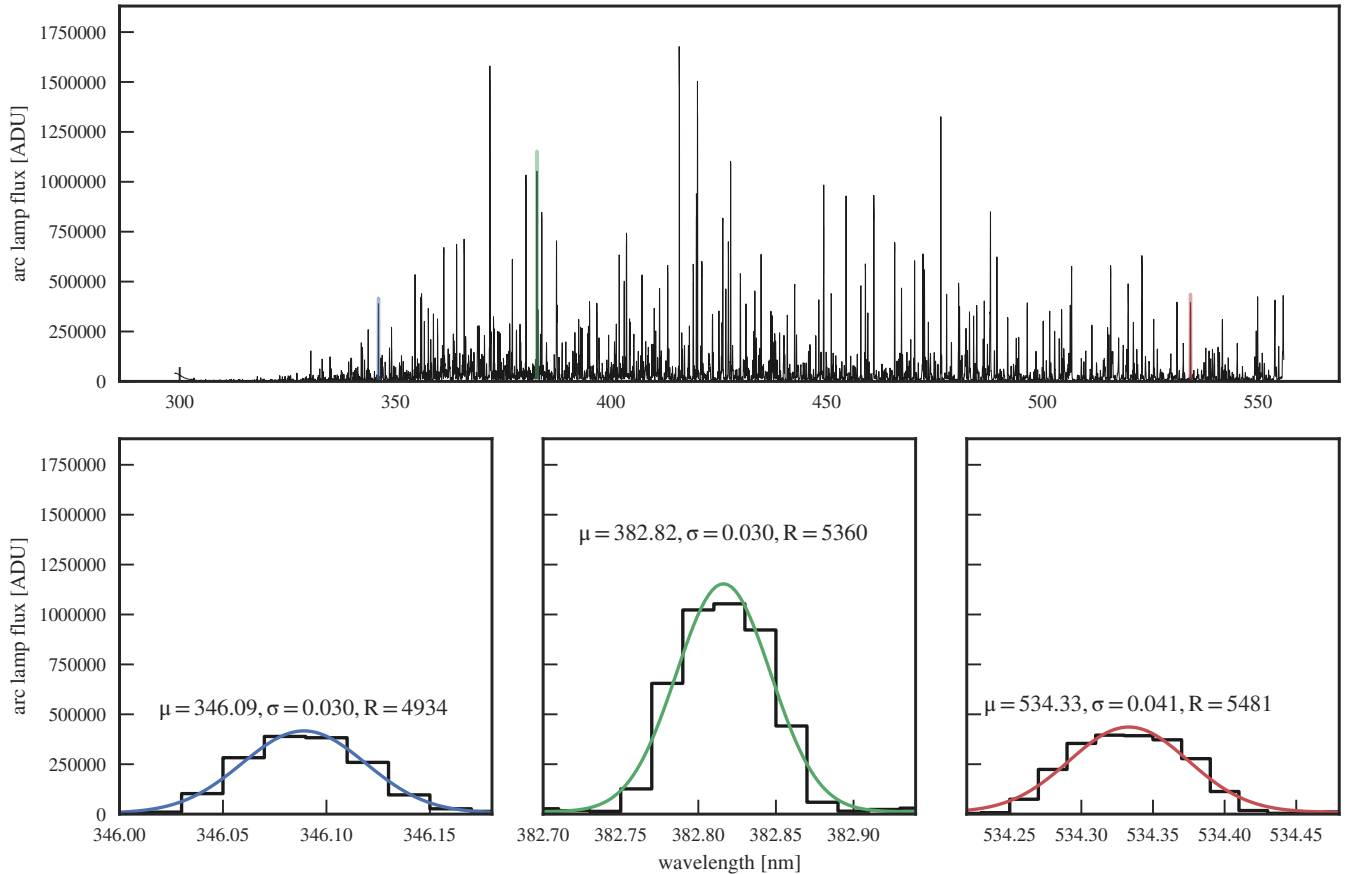 arc lamp flux [ADU]
1750000
1500000
1250000
1000000
750000
500000
250000
0
300 350 400 450 500 550
arc lamp flux [ADU]
1750000
1500000
1250000
1000000
750000
500000
250000
0
μ = 346.09, σ = 0.030, R = 4934
μ = 382.82, σ = 0.030, R = 5360
μ = 534.33, σ = 0.041, R = 5481
346.00 346.05 346.10 346.15
382.70 382.75 382.80 382.85 382.90
534.25 534.30 534.35 534.40 534.45
wavelength [nm]